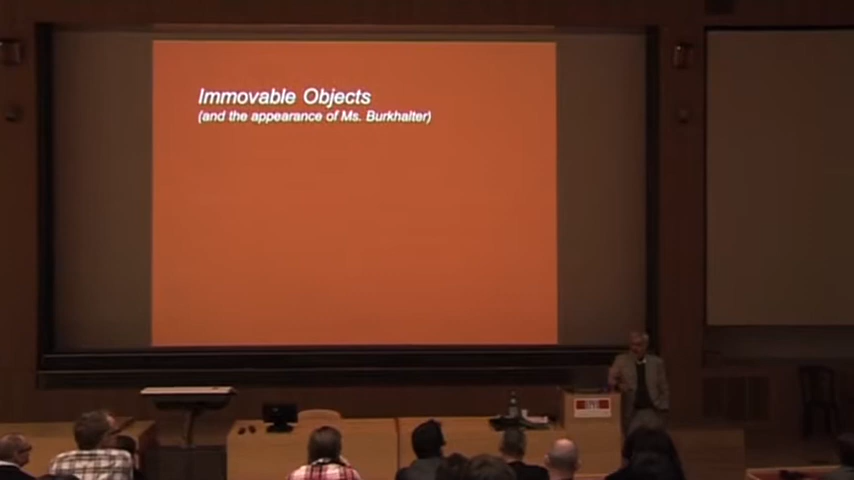 Immovable Objects
(and the appearance of Ms. Burkhalter)